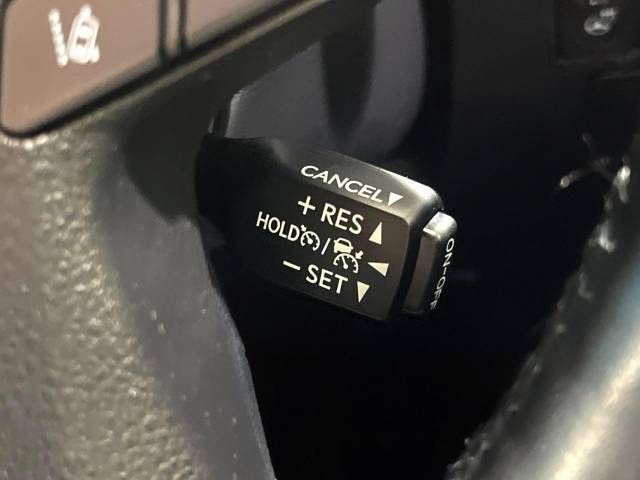 CANCEL▼
+ RES ▲
HOLD /
− SET ▼
ON-OFF